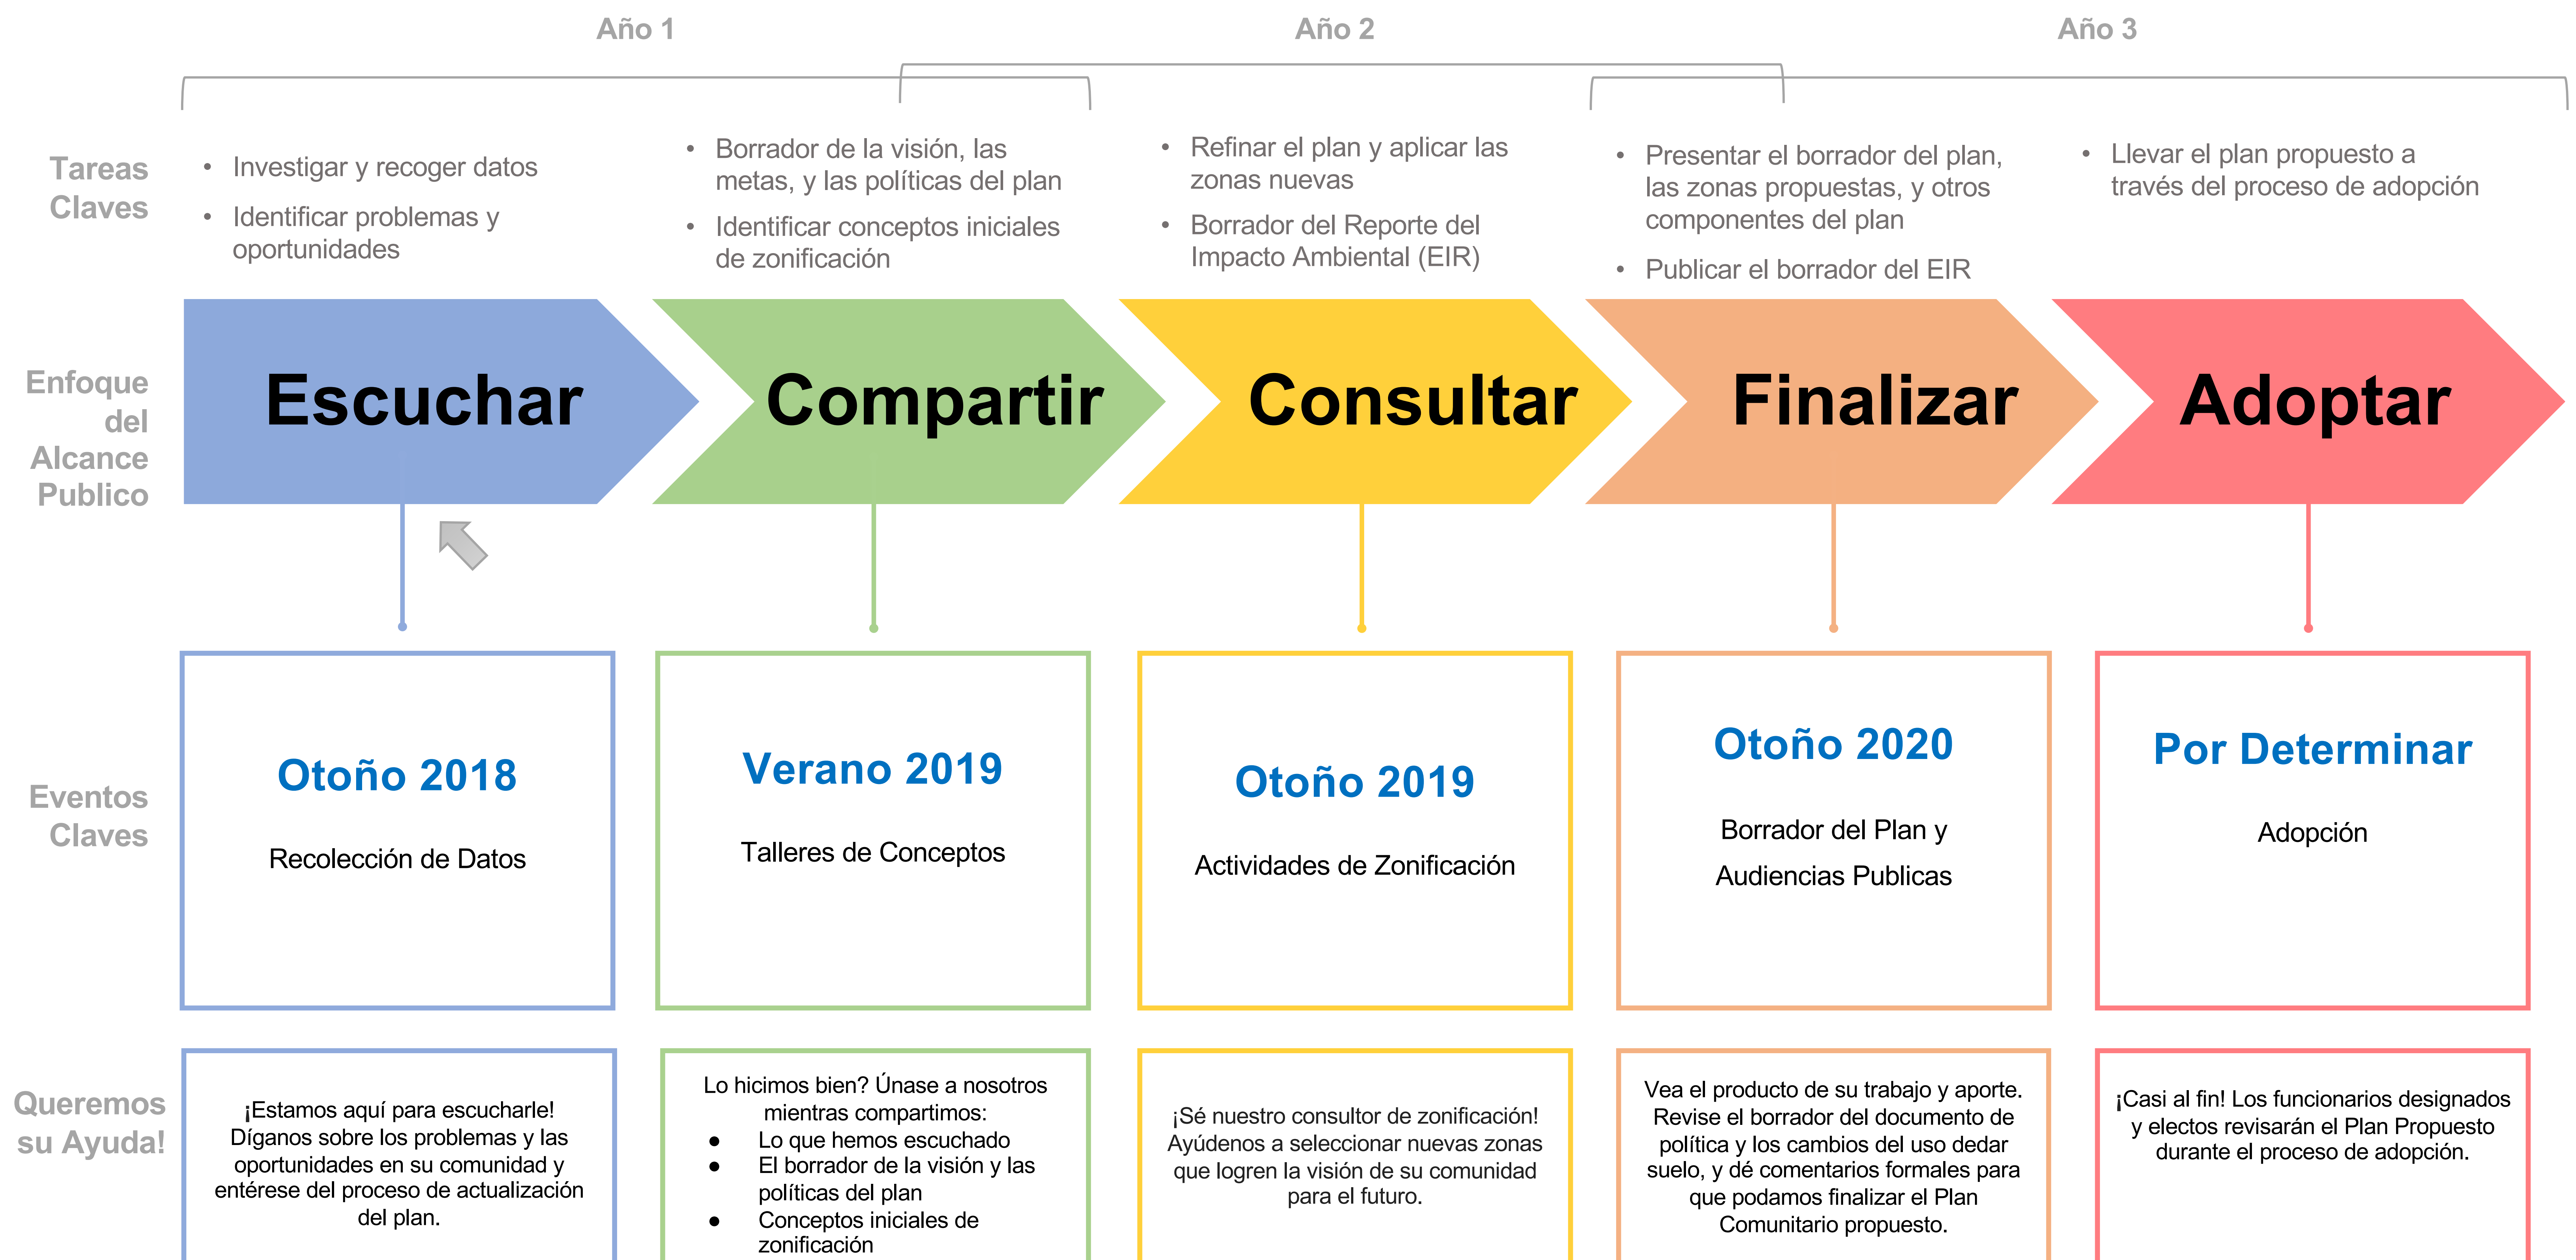 Año 1
Año 2
Año 3
Tareas
Claves
• Investigar y recoger datos
• Identificar problemas y
oportunidades
• Borrador de la visión, las
metas, y las políticas del plan
• Identificar conceptos iniciales
de zonificación
• Refinar el plan y aplicar las
zonas nuevas
• Borrador del Reporte del
Impacto Ambiental (EIR)
• Presentar el borrador del plan,
las zonas propuestas, y otros
componentes del plan
• Publicar el borrador del EIR
• Llevar el plan propuesto a
través del proceso de adopción
Enfoque
del
Alcance
Publico
Escuchar
Compartir
Consultar
Finalizar
Adoptar
Eventos
Claves
Otoño 2018
Recolección de Datos
Verano 2019
Talleres de Conceptos
Otoño 2019
Actividades de Zonificación
Otoño 2020
Borrador del Plan y
Audiencias Publicas
Por Determinar
Adopción
Queremos
su Ayuda!
¡Estamos aquí para escucharle!
Díganos sobre los problemas y las
oportunidades en su comunidad y
entérese del proceso de actualización
del plan.
Lo hicimos bien? Únase a nosotros
mientras compartimos:
● Lo que hemos escuchado
● El borrador de la visión y las
políticas del plan
● Conceptos iniciales de
zonificación
¡Sé nuestro consultor de zonificación!
Ayúdenos a seleccionar nuevas zonas
que logren la visión de su comunidad
para el futuro.
Vea el producto de su trabajo y aporte.
Revise el borrador del documento de
política y los cambios del uso dedar
suelo, y dé comentarios formales para
que podamos finalizar el Plan
Comunitario propuesto.
¡Casi al fin! Los funcionarios designados
y electos revisarán el Plan Propuesto
durante el proceso de adopción.